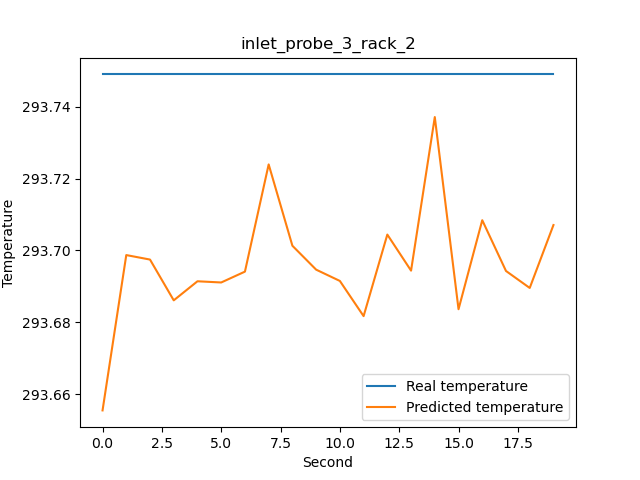 inlet_probe_3_rack_2
293.74
293.72
293.70
293.68
293.66
Temperature
Real temperature
Predicted temperature
0.0 2.5 5.0 7.5 10.0 12.5 15.0 17.5
Second